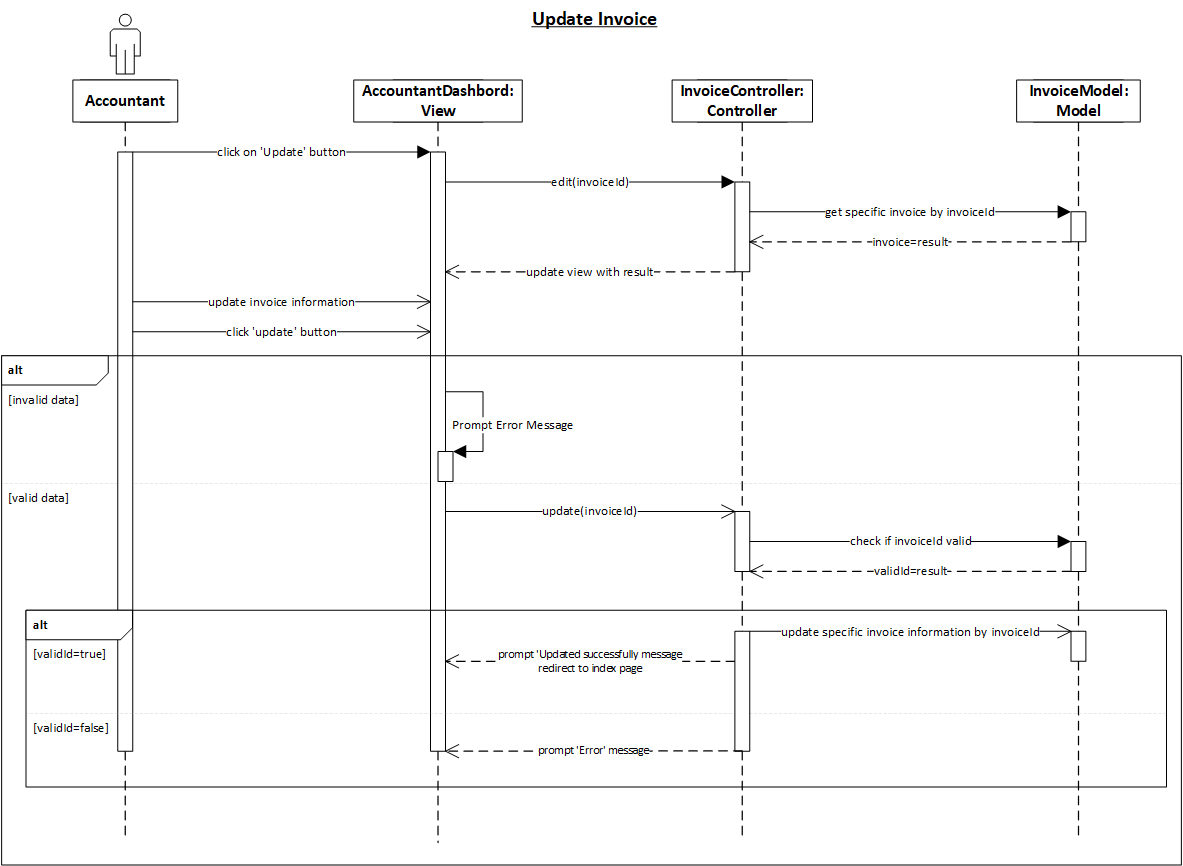 Update Invoice
Accountant
AccountantDashbord:
View
InvoiceController:
Controller
InvoiceModel:
Model
click on 'Update' button
edit(invoiceId)
get specific invoice by invoiceId
invoice=result
update view with result
update invoice information
click 'update' button
alt
[invalid data]
Prompt Error Message
[valid data]
update(invoiceId)
check if invoiceId valid
validId=result
alt
update specific invoice information by invoiceId
[validId=true]
prompt 'Updated successfully message
redirect to index page
[validId=false]
prompt 'Error' message